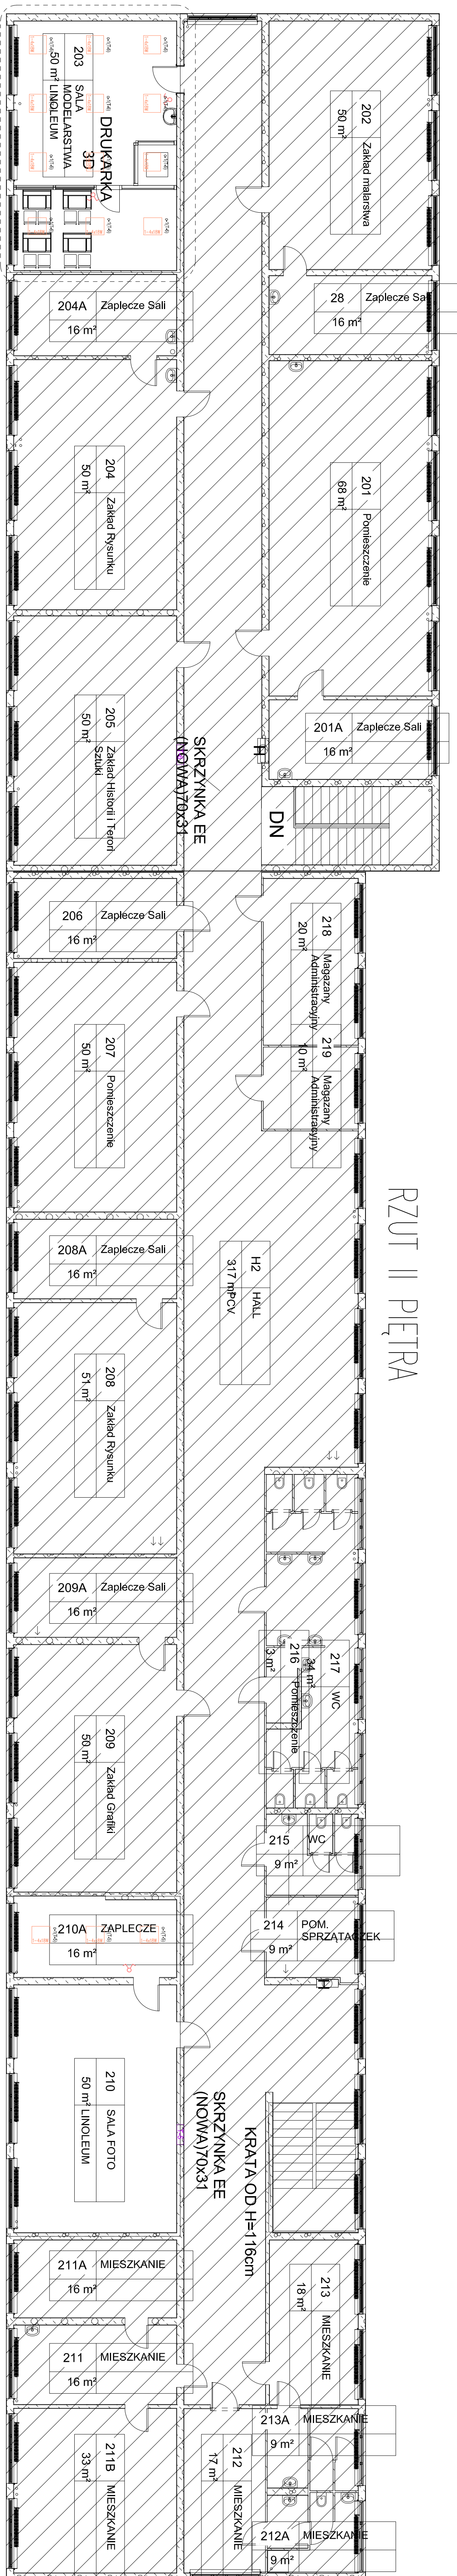 RZUT II PIĘTRA
203
SALA
MODELARSTWA
50 m² LINOLEUM
DRUKARKA
3D
202
Zakład malarstwa
50 m²
204A
Zaplecze Sali
16 m²
28
Zaplecze Sali
16 m²
204
Zakład Rysunku
50 m²
201
Pomieszczenie
68 m²
205
Zakład Historii i Terori
Sztuki
50 m²
201A
Zaplecze Sali
16 m²
SKRZYNKA EE
(NOWA)70x31
H
DN
206
Zaplecze Sali
16 m²
218
Magazany
Administracyjny
20 m²
219
Magazany
Administracyjny
10 m²
207
Pomieszczenie
50 m²
208A
Zaplecze Sali
16 m²
H2
HALL
317 m²PCV
208
Zakład Rysunku
51 m²
209A
Zaplecze Sali
16 m²
217
WC
34 m²
216
Pomieszczenie
3 m²
209
Zakład Grafiki
50 m²
215
WC
9 m²
210A
ZAPLECZE
16 m²
214
POM.
SPRZĄTACZEK
9 m²
H
210
SALA FOTO
50 m² LINOLEUM
SKRZYNKA EE
(NOWA)70x31
KRATA OD H=116cm
211A
MIESZKANIE
16 m²
213
MIESZKANIE
18 m²
211
MIESZKANIE
16 m²
213A
MIESZKANIE
9 m²
211B
MIESZKANIE
33 m²
212
MIESZKANIE
17 m²
212A
MIESZKANIE
9 m²